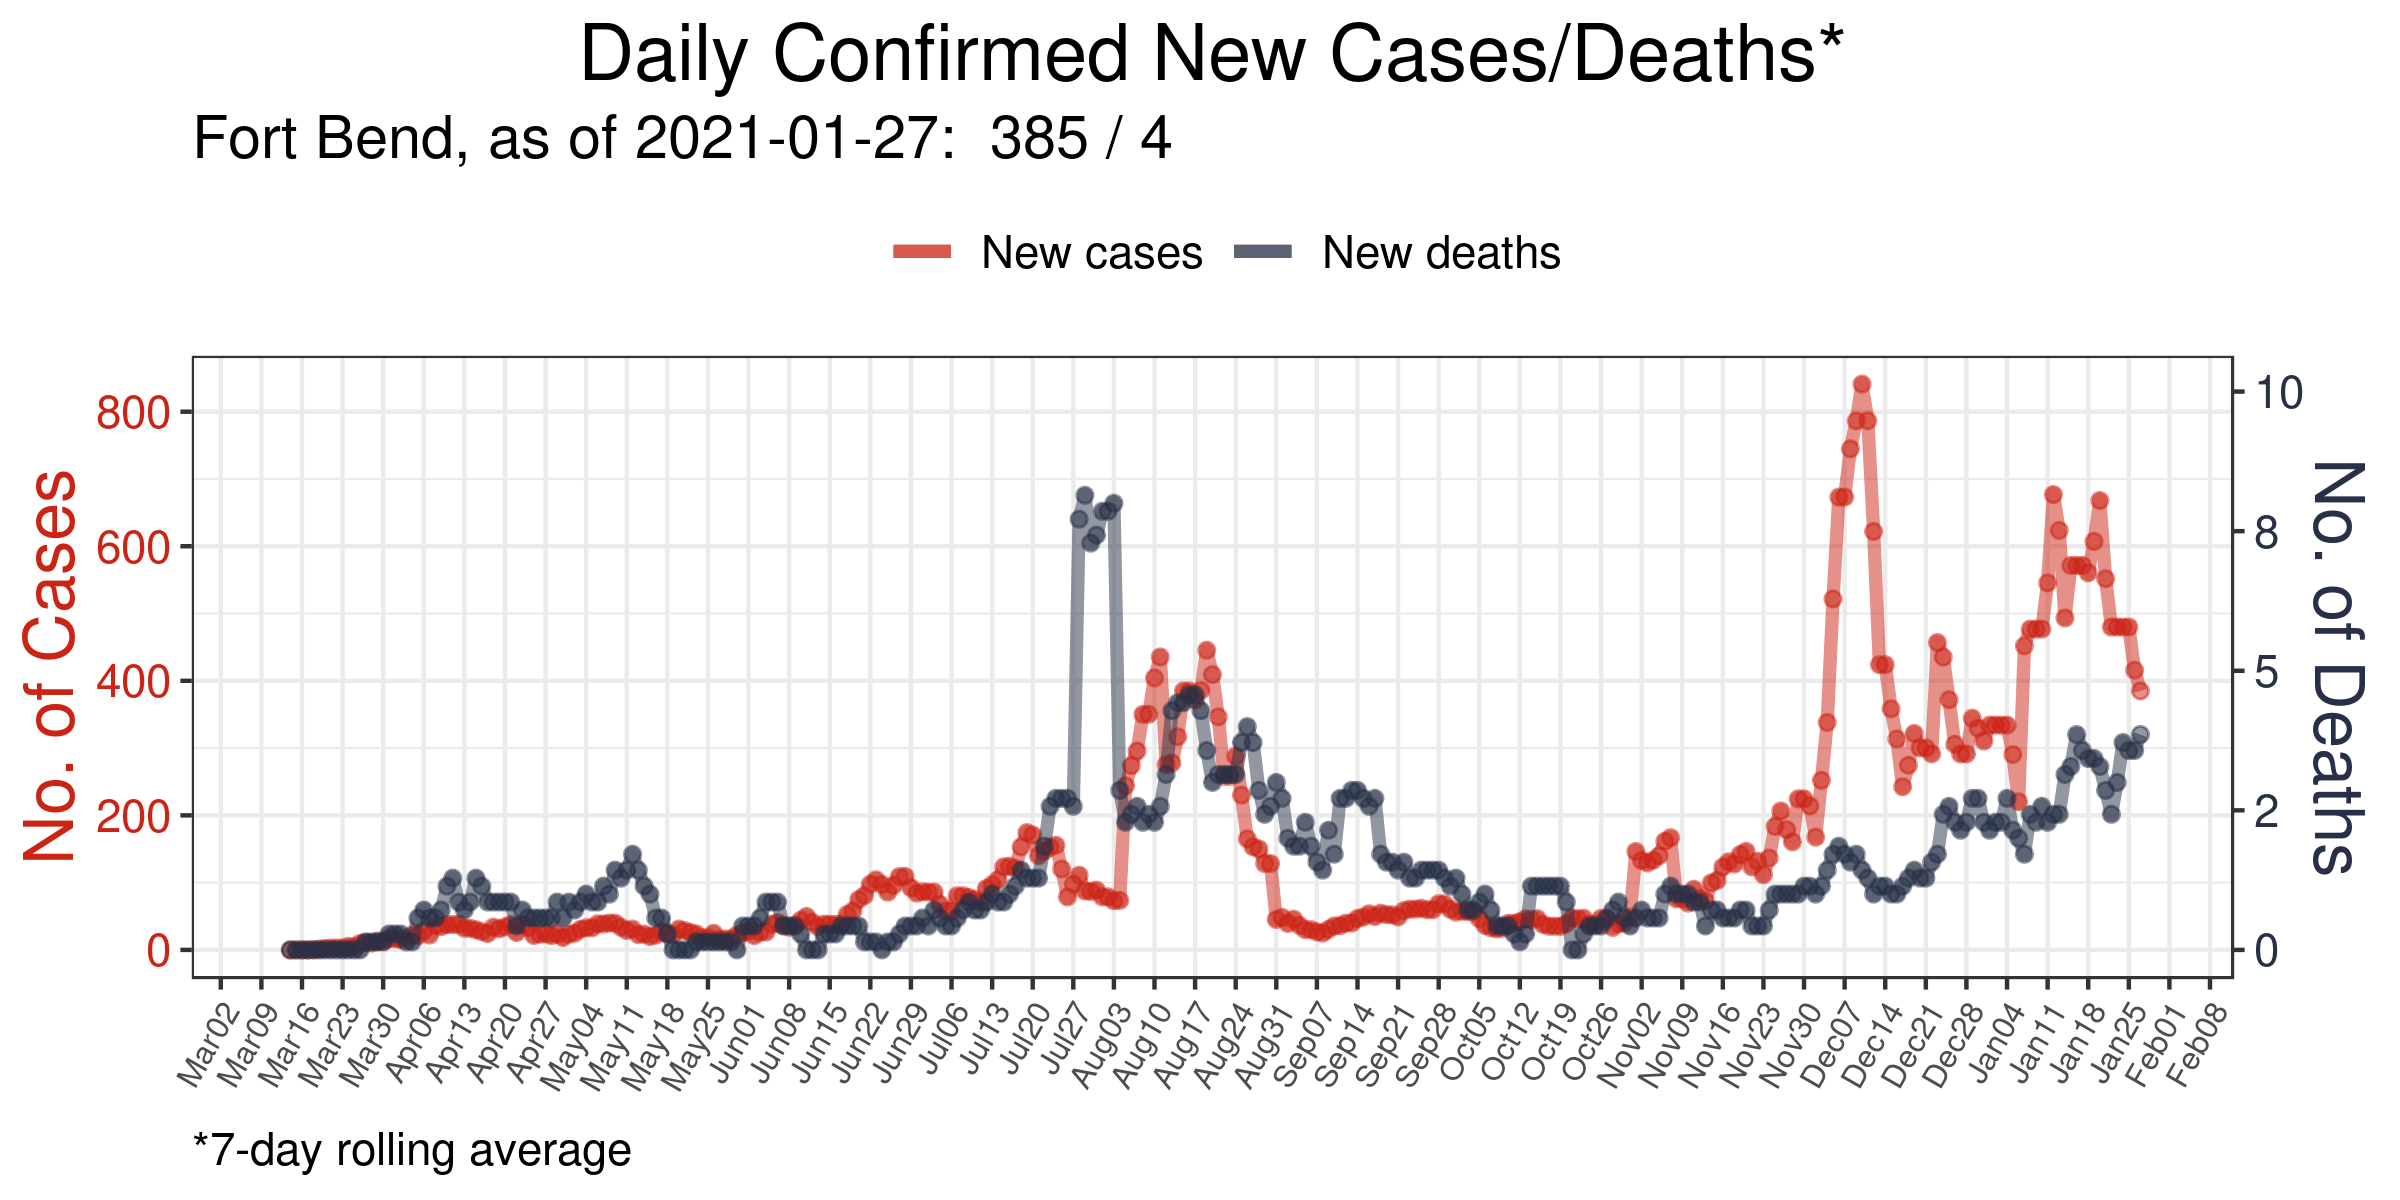 Daily Confirmed New Cases/Deaths*
Fort Bend, as of 2021-01-27:  385 / 4
New cases New deaths
No. of Cases
800
600
400
200
0
10
8
5
2
0
No. of Deaths
Mar02 Mar09 Mar16 Mar23 Mar30 Apr06 Apr13 Apr20 Apr27 May04 May11 May18 May25 Jun01 Jun08 Jun15 Jun22 Jun29 Jul06 Jul13 Jul20 Jul27 Aug03 Aug10 Aug17 Aug24 Aug31 Sep07 Sep14 Sep21 Sep28 Oct05 Oct12 Oct19 Oct26 Nov02 Nov09 Nov16 Nov23 Nov30 Dec07 Dec14 Dec21 Dec28 Jan04 Jan11 Jan18 Jan25 Feb01 Feb08
*7-day rolling average